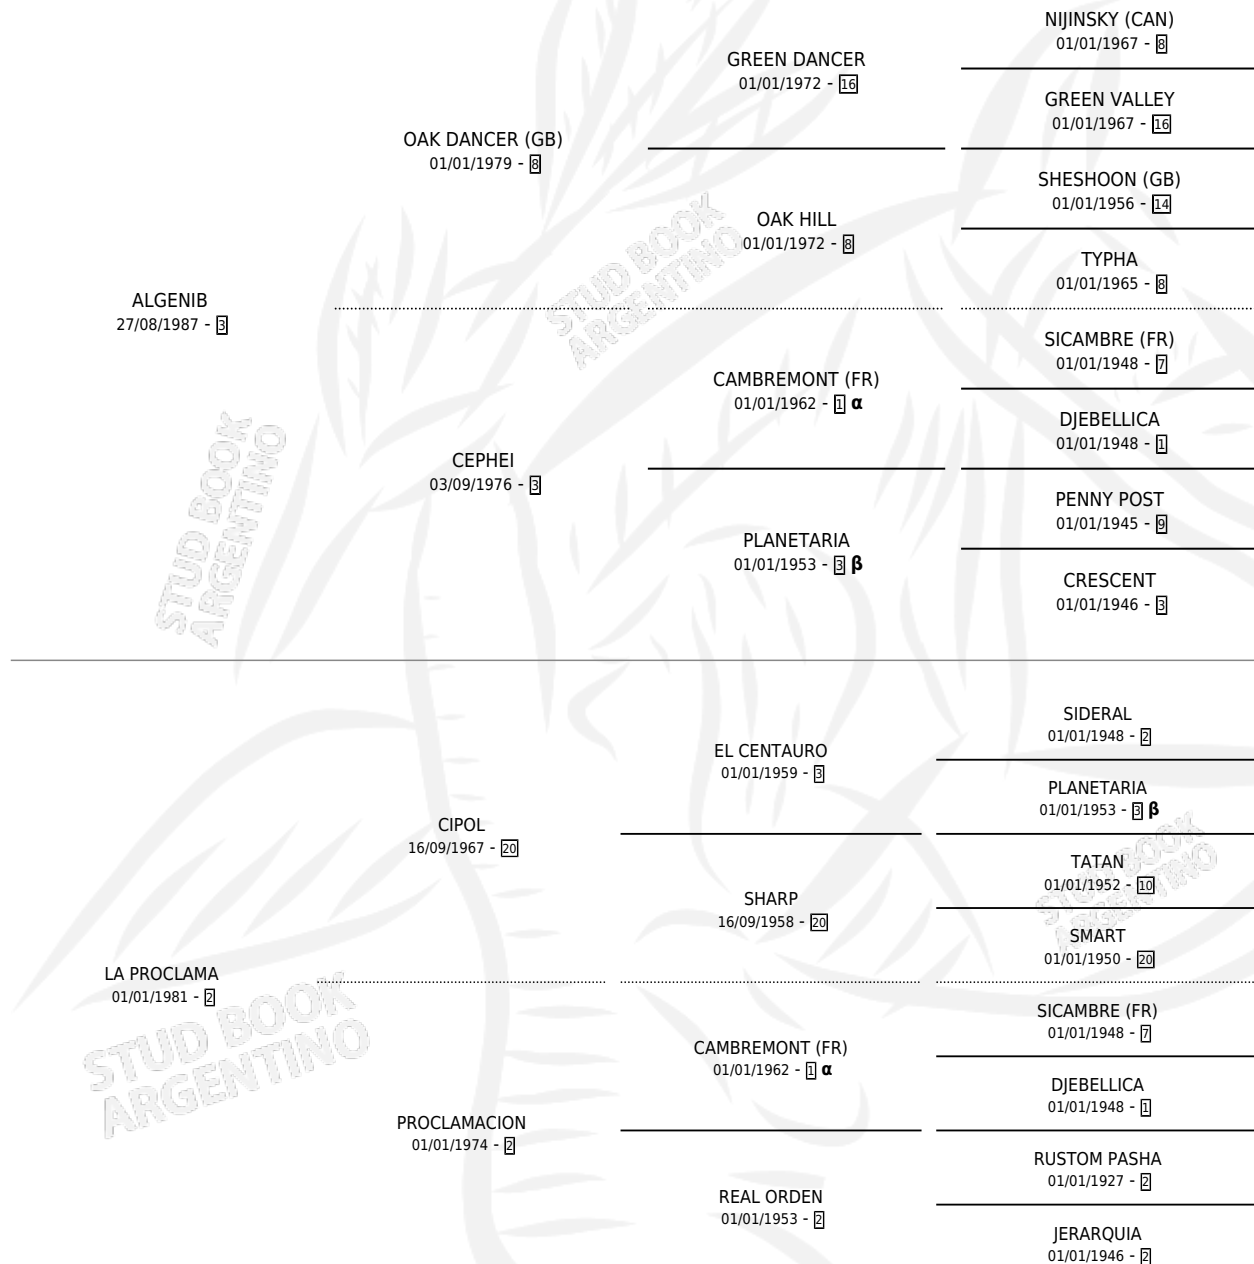 NIJINSKY (CAN)
01/01/1967 - 8
GREEN DANCER
01/01/1972 - 16
GREEN VALLEY
01/01/1967 - 16
OAK DANCER (GB)
01/01/1979 - 8
SHESHOON (GB)
01/01/1956 - 14
OAK HILL
01/01/1972 - 8
TYPHA
01/01/1965 - 8
ALGENIB
27/08/1987 - 3
SICAMBRE (FR)
01/01/1948 - 7
CAMBREMONT (FR)
01/01/1962 - 1 α
DJEBELLICA
01/01/1948 - 1
CEPHEI
03/09/1976 - 3
PENNY POST
01/01/1945 - 9
PLANETARIA
01/01/1953 - 3 β
CRESCENT
01/01/1946 - 3
SIDERAL
01/01/1948 - 2
EL CENTAURO
01/01/1959 - 3
PLANETARIA
01/01/1953 - 3 β
CIPOL
16/09/1967 - 20
TATAN
01/01/1952 - 10
SHARP
16/09/1958 - 20
SMART
01/01/1950 - 20
LA PROCLAMA
01/01/1981 - 2
SICAMBRE (FR)
01/01/1948 - 7
CAMBREMONT (FR)
01/01/1962 - 1 α
DJEBELLICA
01/01/1948 - 1
PROCLAMACION
01/01/1974 - 2
RUSTOM PASHA
01/01/1927 - 2
REAL ORDEN
01/01/1953 - 2
JERARQUIA
01/01/1946 - 2
STUD BOOK
ARGENTINO
STUD BOOK
ARGENTINO
STUD BOOK
ARGENTINO
STUD BOOK
ARGENTINO